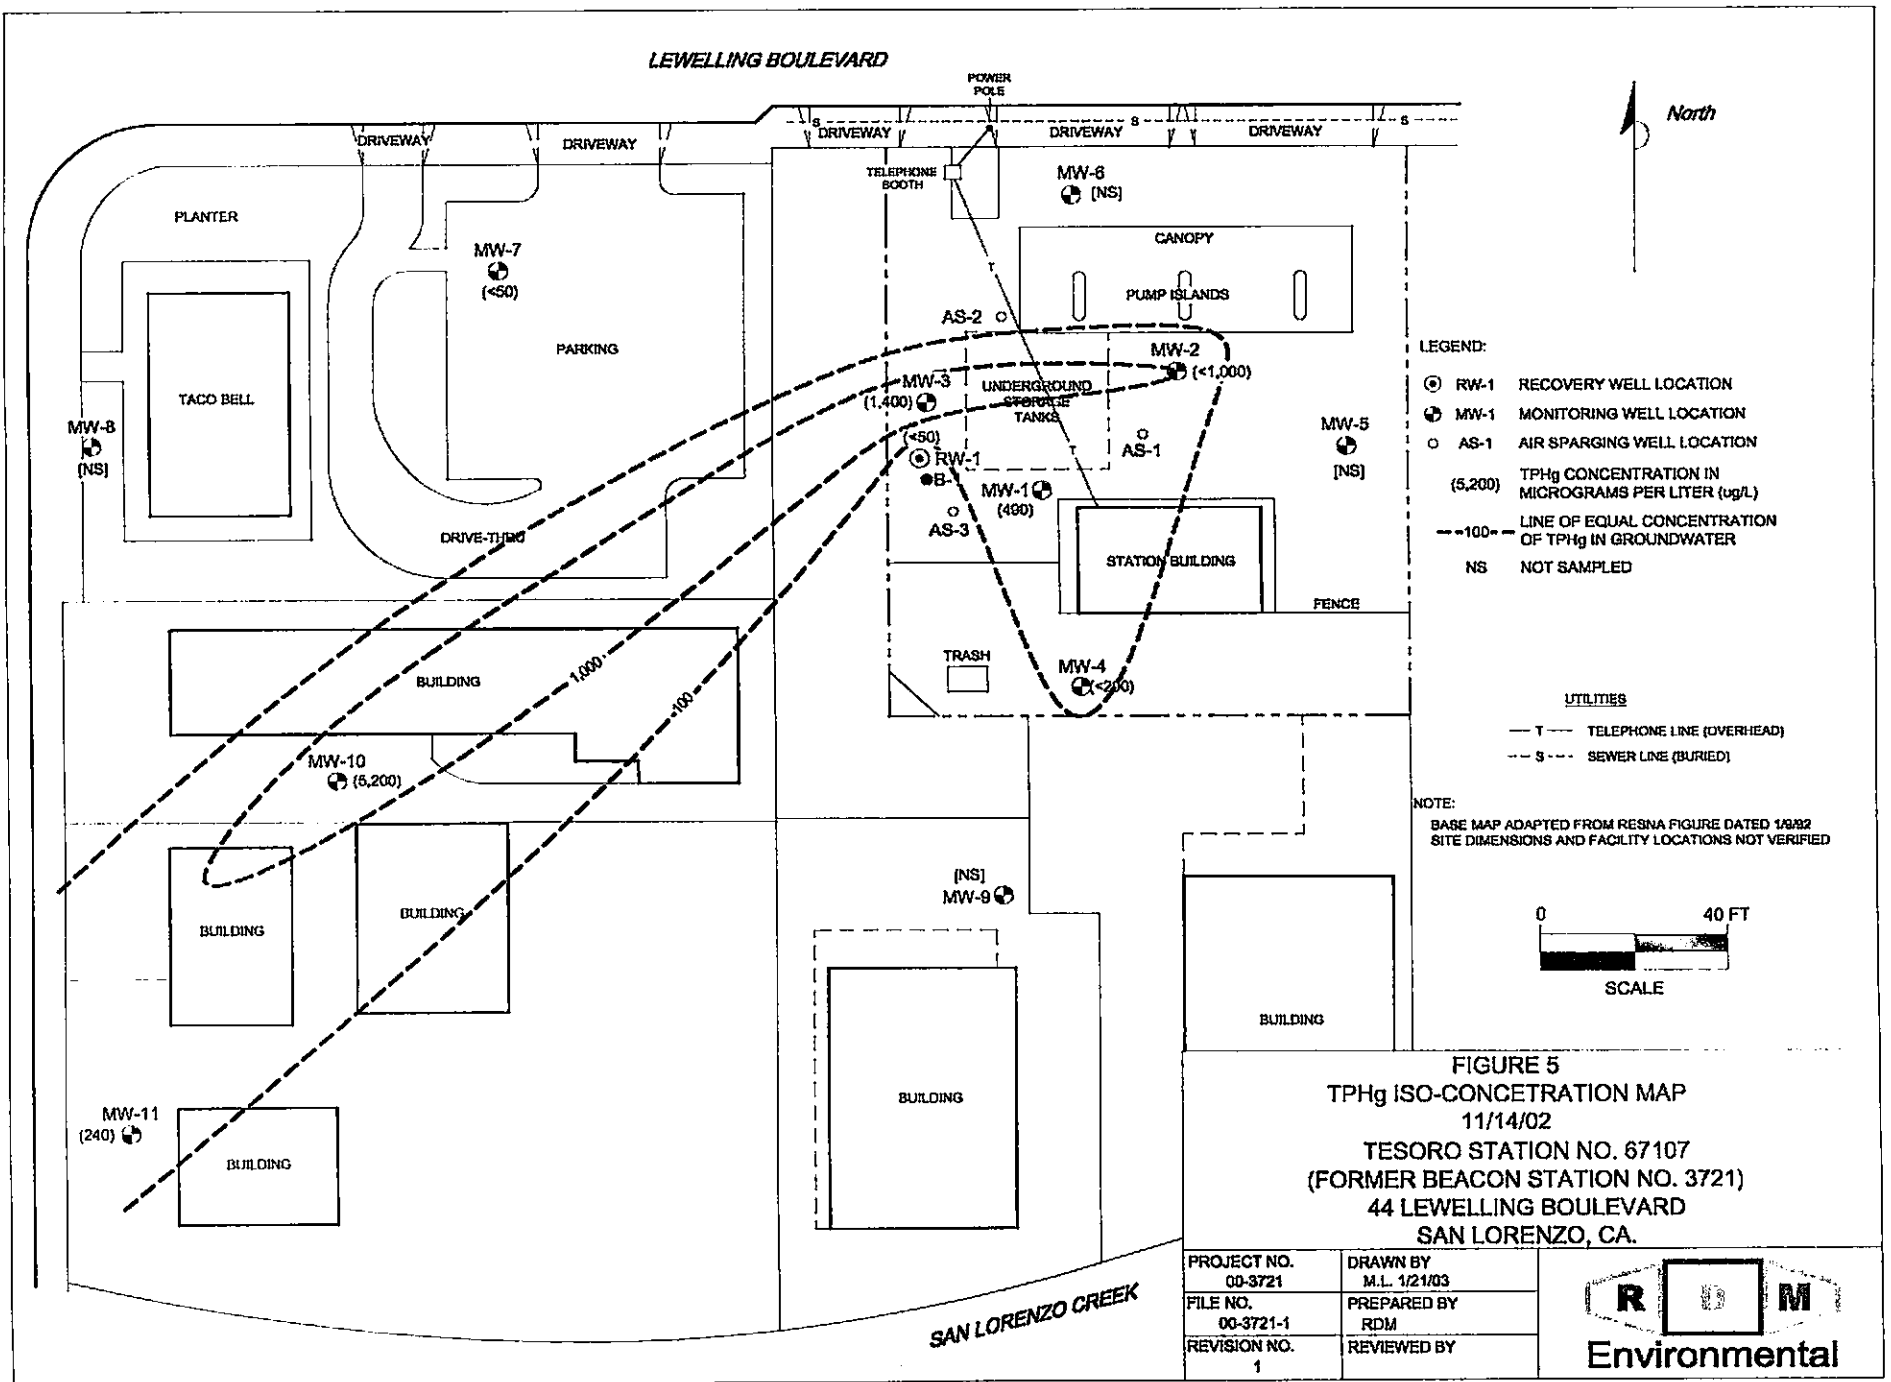 LEWELLING BOULEVARD
POWER
POLE
North
S
S
S
DRIVEWAY
DRIVEWAY
DRIVEWAY
DRIVEWAY
DRIVEWAY
TELEPHONE
BOOTH
MW-6
[NS]
PLANTER
CANOPY
MW-7
(<50)
T
PUMP ISLANDS
AS-2
PARKING
MW-2
(<1,000)
MW-3
(1,400)
UNDERGROUND
STORAGE
TANKS
TACO BELL
MW-8
[NS]
(<50)
RW-1
B-1
T
AS-1
MW-5
[NS]
MW-1
(490)
AS-3
DRIVE-THRU
STATION BUILDING
FENCE
LEGEND:
RW-1 RECOVERY WELL LOCATION
MW-1 MONITORING WELL LOCATION
AS-1 AIR SPARGING WELL LOCATION
(5,200) TPHg CONCENTRATION IN
MICROGRAMS PER LITER (ug/L)
100 LINE OF EQUAL CONCENTRATION
OF TPHg IN GROUNDWATER
NS NOT SAMPLED
TRASH
MW-4
(<200)
BUILDING
1,000
100
MW-10
(5,200)
UTILITIES
T TELEPHONE LINE (OVERHEAD)
S SEWER LINE (BURIED)
NOTE:
BASE MAP ADAPTED FROM RESNA FIGURE DATED 1/8/92
SITE DIMENSIONS AND FACILITY LOCATIONS NOT VERIFIED
[NS]
MW-9
BUILDING
BUILDING
0 40 FT
SCALE
BUILDING
BUILDING
MW-11
(240)
BUILDING
FIGURE 5
TPHg ISO-CONCETRATION MAP
11/14/02
TESORO STATION NO. 67107
(FORMER BEACON STATION NO. 3721)
44 LEWELLING BOULEVARD
SAN LORENZO, CA.
SAN LORENZO CREEK
PROJECT NO.
00-3721
DRAWN BY
M.L. 1/21/03
FILE NO.
00-3721-1
PREPARED BY
RDM
REVISION NO.
1
REVIEWED BY
R D M
Environmental